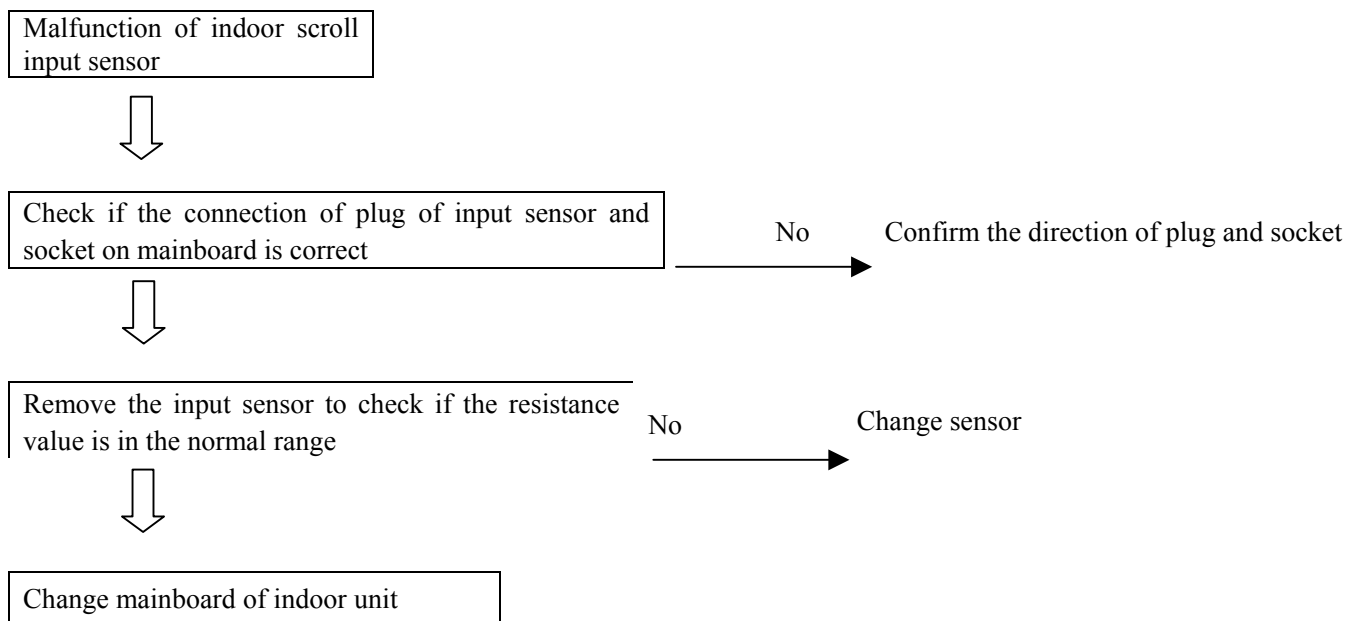 Malfunction of indoor scroll
input sensor
Check if the connection of plug of input sensor and
socket on mainboard is correct
No
Confirm the direction of plug and socket
Remove the input sensor to check if the resistance
value is in the normal range
No
Change sensor
Change mainboard of indoor unit